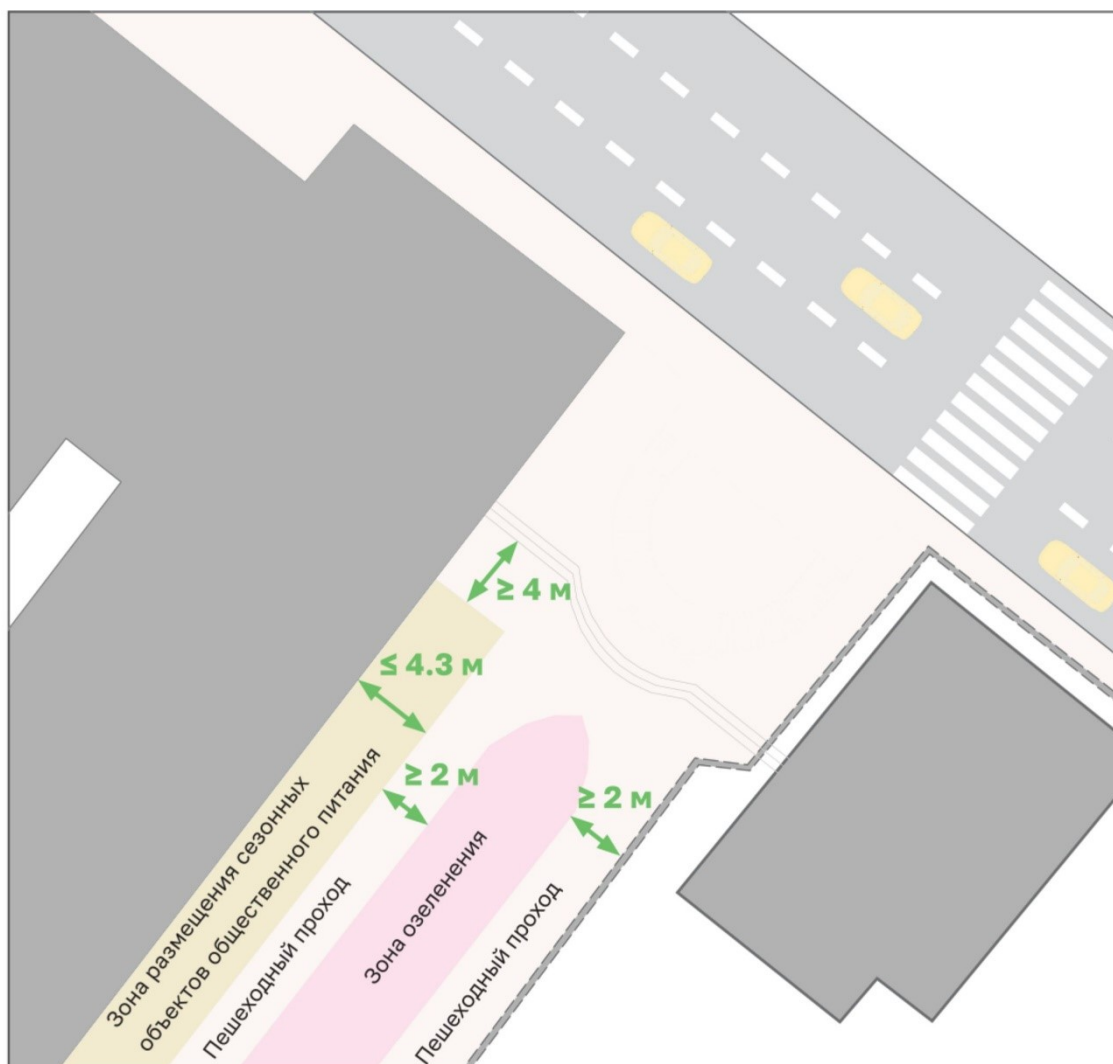 ≥ 4 м
≤ 4.3 м
≥ 2 м
≥ 2 м
Зона размещения сезонных
объектов общественного питания
Пешеходный проход
Зона озеленения
Пешеходный проход